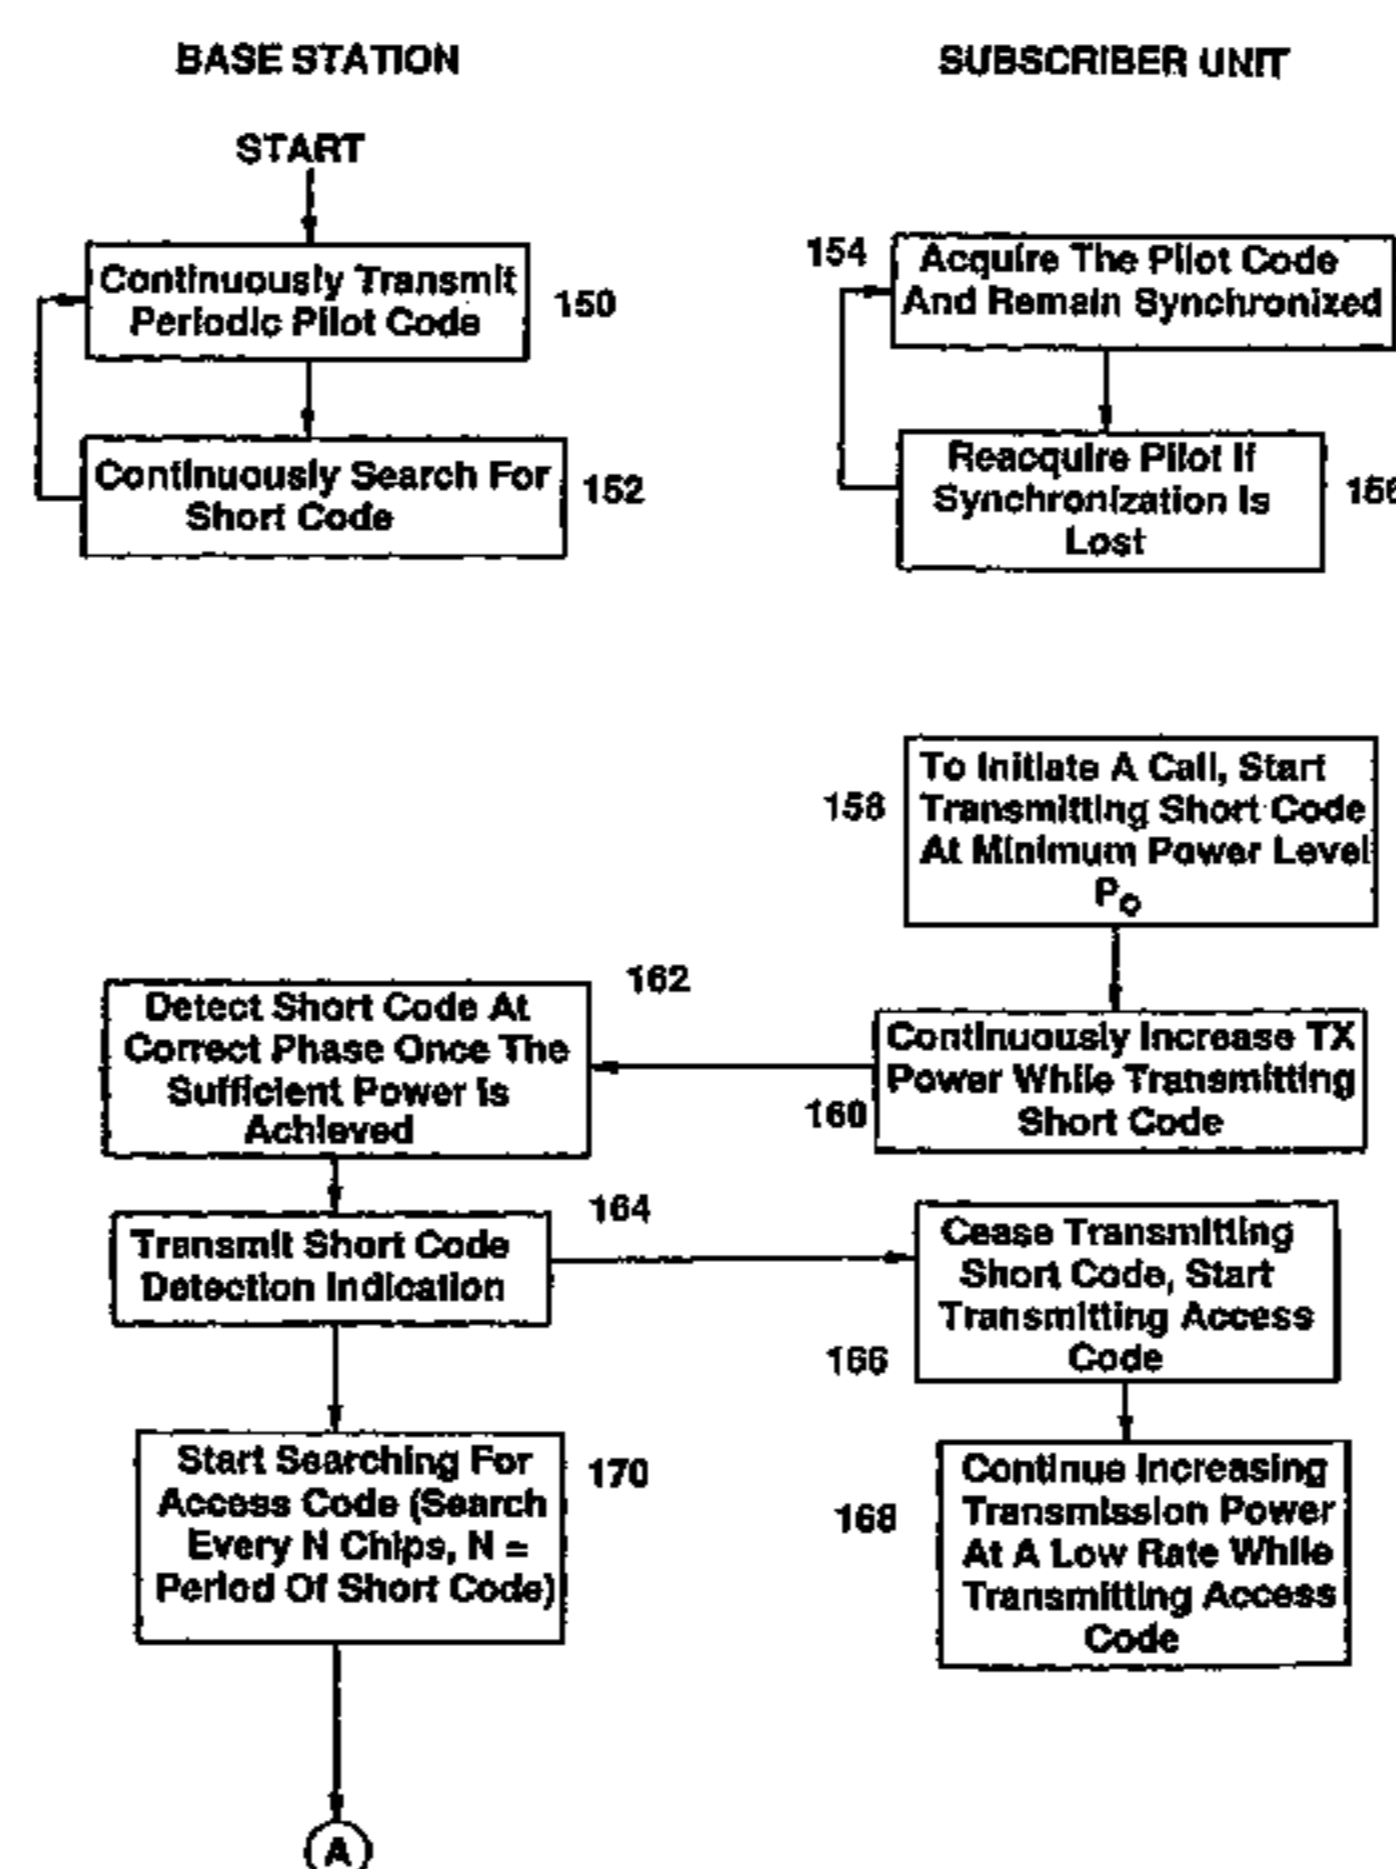 BASE STATION
SUBSCRIBER UNIT
START
Continuously Transmit
Periodic Pilot Code
150
154
Acquire The Pilot Code
And Remain Synchronized
Continuously Search For
Short Code
152
Reacquire Pilot If
Synchronization Is
Lost
156
158
To Initiate A Call, Start
Transmitting Short Code
At Minimum Power Level
Po
162
Detect Short Code At
Correct Phase Once The
Sufficient Power Is
Achieved
Continuously Increase TX
Power While Transmitting
Short Code
160
164
Transmit Short Code
Detection Indication
Cease Transmitting
Short Code, Start
Transmitting Access
Code
166
Start Searching For
Access Code (Search
Every N Chips, N =
Period Of Short Code)
170
168
Continue Increasing
Transmission Power
At A Low Rate While
Transmitting Access
Code
A